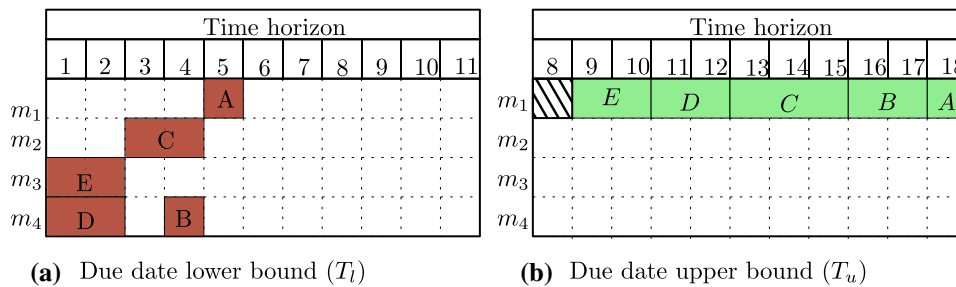 Time horizon
1 2 3 4 5 6 7 8 9 10 11
m1 A
m2 C
m3 E
m4 D B
(a) Due date lower bound (Tl)
Time horizon
8 9 10 11 12 13 14 15 16 17 18
m1 E D C B A
m2
m3
m4
(b) Due date upper bound (Tu)